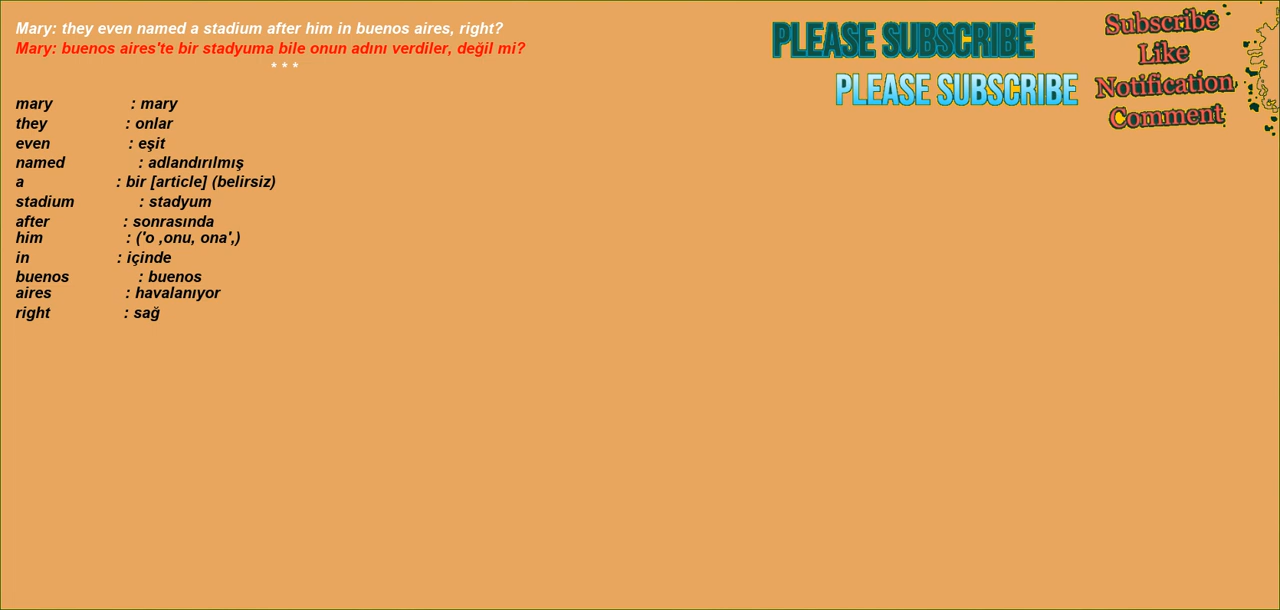 Mary: they even named a stadium after him in buenos aires, right?
Mary: buenos aires'te bir stadyuma bile onun adını verdiler, değil mi?
* * *
mary : mary
they : onlar
even : eşit
named : adlandırılmış
a : bir [article] (belirsiz)
stadium : stadyum
after : sonrasında
him : ('o ,onu, ona',)
in : içinde
buenos : buenos
aires : havalanıyor
right : sağ
PLEASE SUBSCRIBE
PLEASE SUBSCRIBE
Subscribe
Like
Notification
Comment